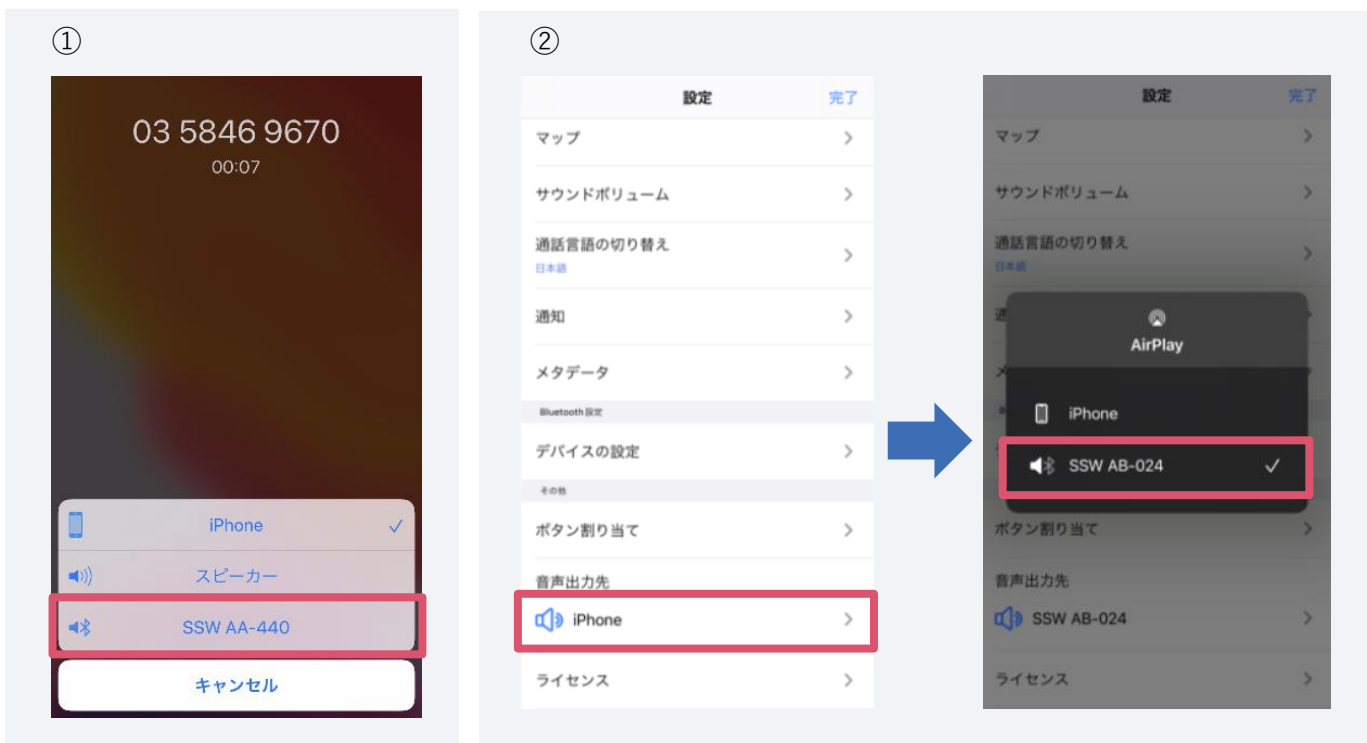 ①
03 5846 9670
00:07
iPhone
スピーカー
SSW AA-440
キャンセル
②
設定 完了
マップ
サウンドボリューム
通話言語の切り替え
日本語
通知
メタデータ
Bluetooth 設定
デバイスの設定
その他
ボタン割り当て
音声出力先
iPhone
ライセンス
設定 完了
マップ
サウンドボリューム
通話言語の切り替え
日本語
通
AirPlay
メ
iPhone
SSW AB-024
ボタン割り当て
音声出力先
SSW AB-024
ライセンス